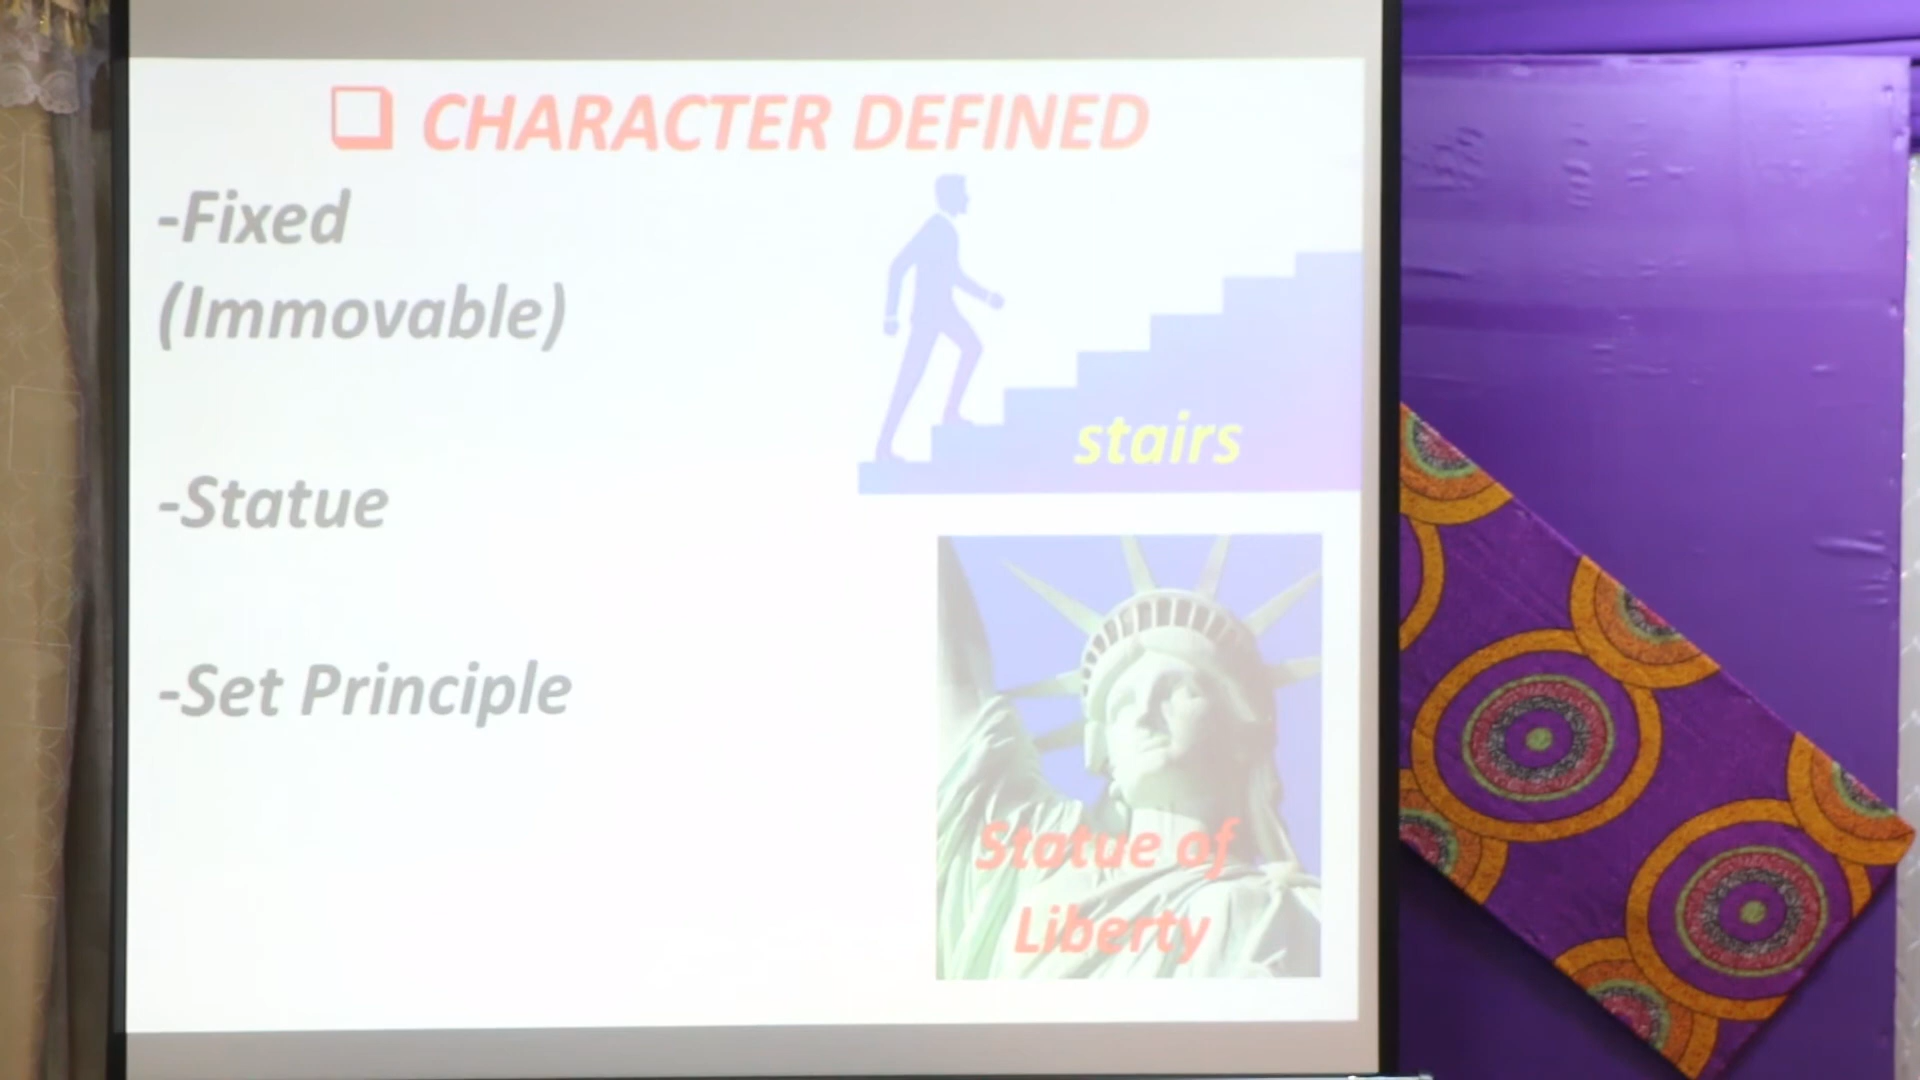 ❑ CHARACTER DEFINED
-Fixed
(Immovable)
-Statue
-Set Principle
stairs
Statue of
Liberty